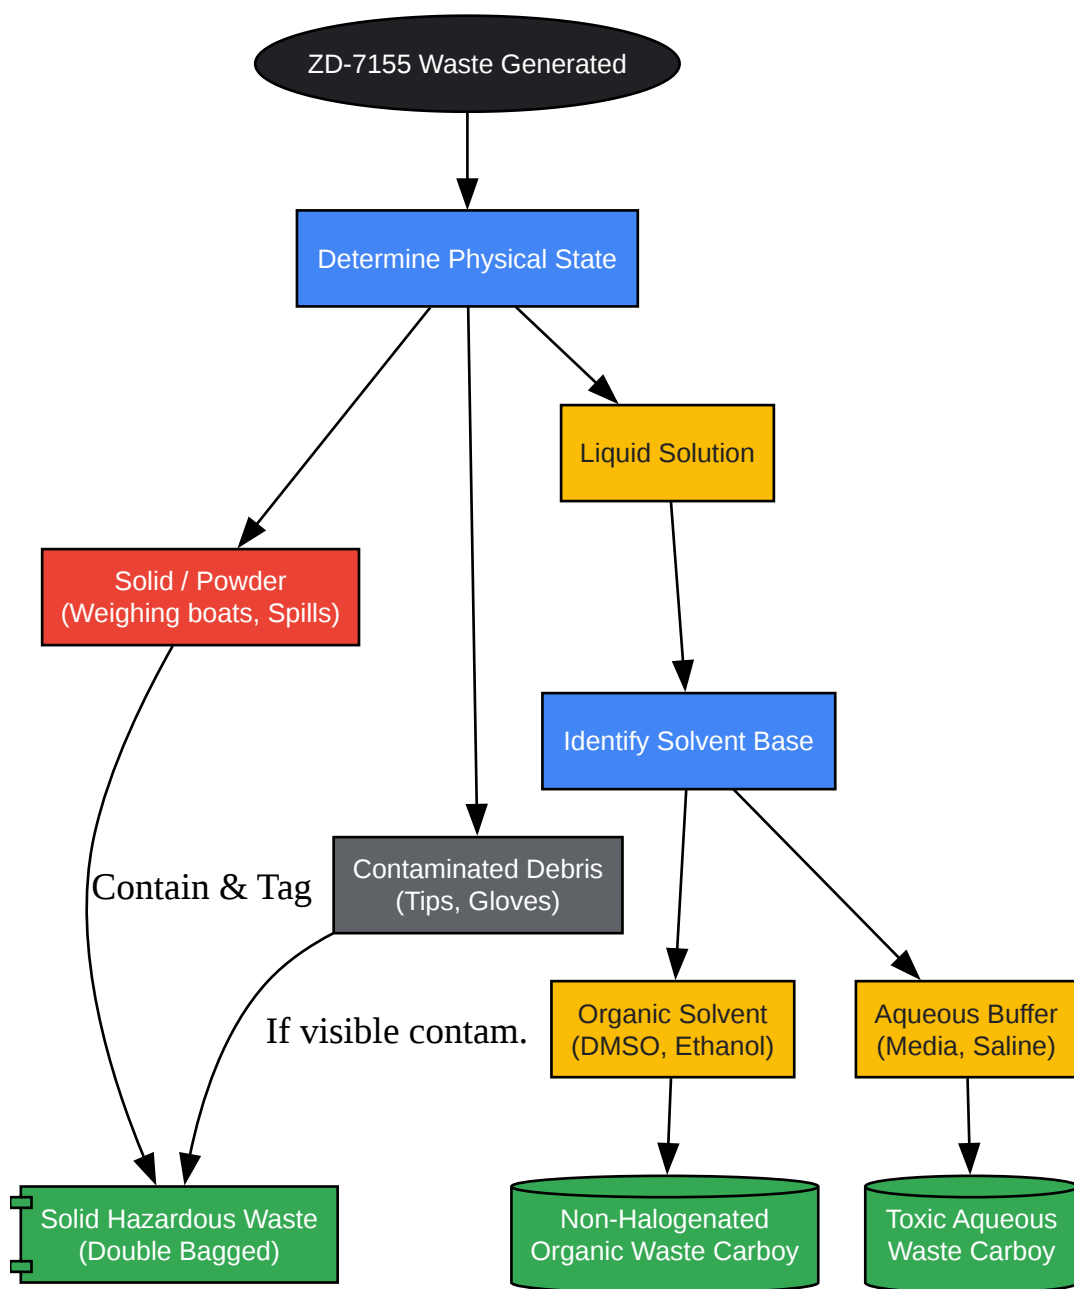 ZD-7155 Waste Generated
Determine Physical State
Liquid Solution
Solid / Powder
(Weighing boats, Spills)
Identify Solvent Base
Contaminated Debris
(Tips, Gloves)
Contain & Tag
Organic Solvent
(DMSO, Ethanol)
Aqueous Buffer
(Media, Saline)
If visible contam.
Solid Hazardous Waste
(Double Bagged)
Non-Halogenated
Organic Waste Carboy
Toxic Aqueous
Waste Carboy